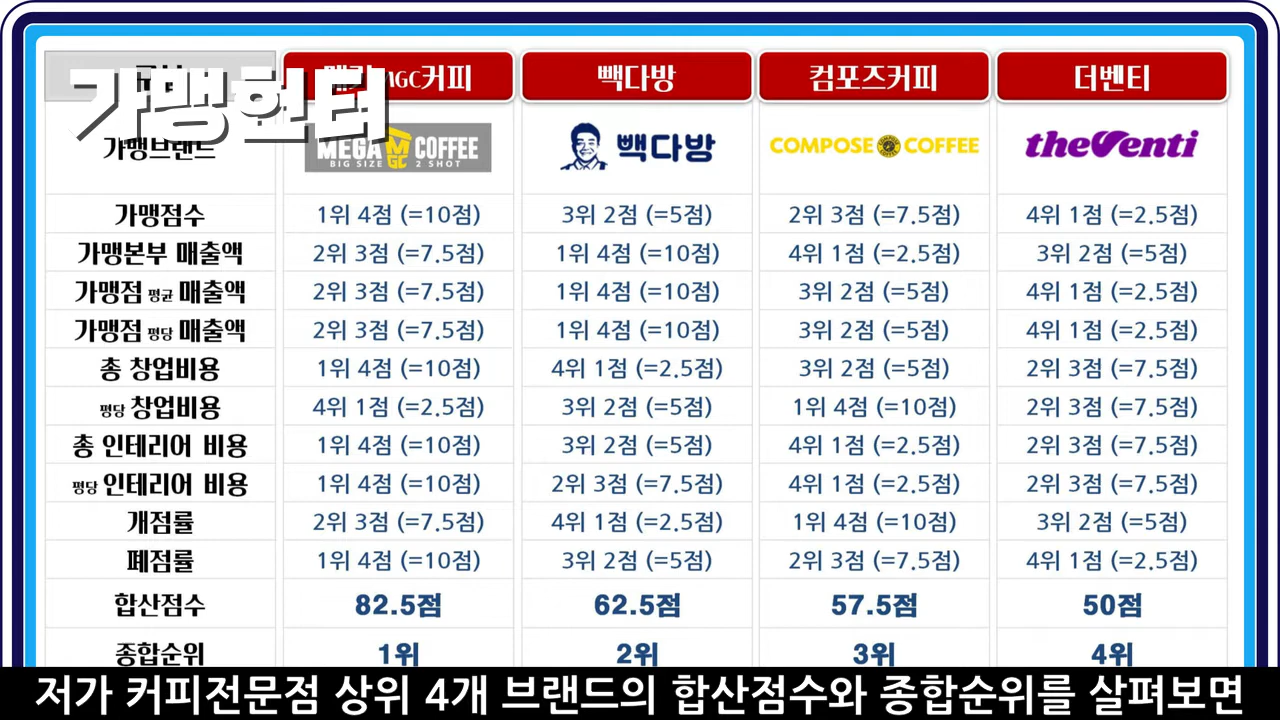 가맹헌터
MGC커피 빽다방 컴포즈커피 더벤티
가맹브랜드 MEGA MGC COFFEE BIG SIZE 2 SHOT 빽다방 COMPOSE COFFEE theVenti
가맹점수 1위 4점 (=10점) 3위 2점 (=5점) 2위 3점 (=7.5점) 4위 1점 (=2.5점)
가맹본부 매출액 2위 3점 (=7.5점) 1위 4점 (=10점) 4위 1점 (=2.5점) 3위 2점 (=5점)
가맹점 평균 매출액 2위 3점 (=7.5점) 1위 4점 (=10점) 3위 2점 (=5점) 4위 1점 (=2.5점)
가맹점 평당 매출액 2위 3점 (=7.5점) 1위 4점 (=10점) 3위 2점 (=5점) 4위 1점 (=2.5점)
총 창업비용 1위 4점 (=10점) 4위 1점 (=2.5점) 3위 2점 (=5점) 2위 3점 (=7.5점)
평당 창업비용 4위 1점 (=2.5점) 3위 2점 (=5점) 1위 4점 (=10점) 2위 3점 (=7.5점)
총 인테리어 비용 1위 4점 (=10점) 3위 2점 (=5점) 4위 1점 (=2.5점) 2위 3점 (=7.5점)
평당 인테리어 비용 1위 4점 (=10점) 2위 3점 (=7.5점) 4위 1점 (=2.5점) 2위 3점 (=7.5점)
개점률 2위 3점 (=7.5점) 4위 1점 (=2.5점) 1위 4점 (=10점) 3위 2점 (=5점)
폐점률 1위 4점 (=10점) 3위 2점 (=5점) 2위 3점 (=7.5점) 4위 1점 (=2.5점)
합산점수 82.5점 62.5점 57.5점 50점
종합순위 1위 2위 3위 4위
저가 커피전문점 상위 4개 브랜드의 합산점수와 종합순위를 살펴보면